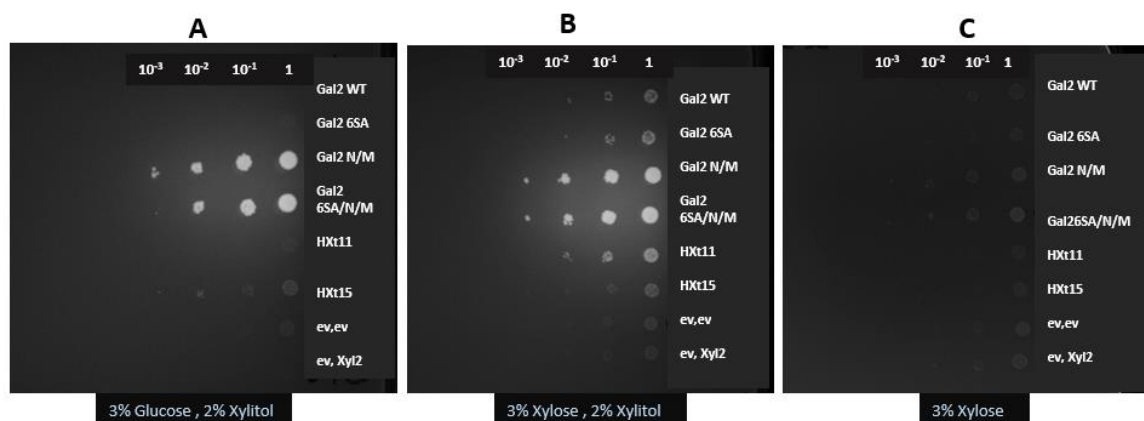 A
10-3 10-2 10-1 1
Gal2 WT
Gal2 6SA
Gal2 N/M
Gal2
6SA/N/M
HXt11
HXt15
ev,ev
ev, Xyl2
3% Glucose , 2% Xylitol
B
10-3 10-2 10-1 1
Gal2 WT
Gal2 6SA
Gal2 N/M
Gal2
6SA/N/M
HXt11
HXt15
ev,ev
ev, Xyl2
3% Xylose , 2% Xylitol
C
10-3 10-2 10-1 1
Gal2 WT
Gal2 6SA
Gal2 N/M
Gal26SA/N/M
HXt11
HXt15
ev,ev
ev, Xyl2
3% Xylose